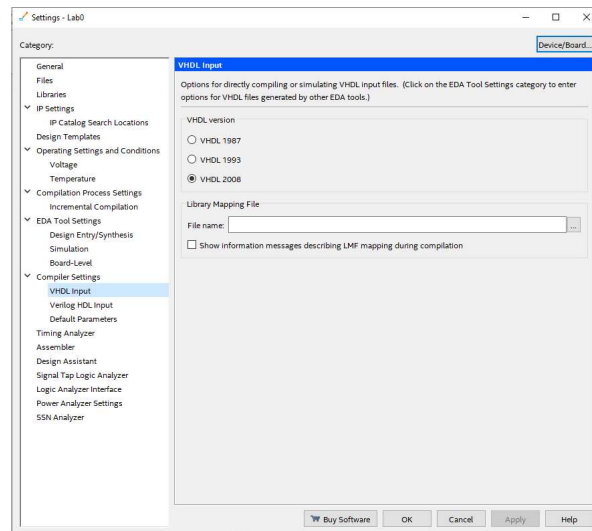 Settings - Lab0
Category:
Device/Board...
General
Files
Libraries
IP Settings
IP Catalog Search Locations
Design Templates
Operating Settings and Conditions
Voltage
Temperature
Compilation Process Settings
Incremental Compilation
EDA Tool Settings
Design Entry/Synthesis
Simulation
Board-Level
Compiler Settings
VHDL Input
Verilog HDL Input
Default Parameters
Timing Analyzer
Assembler
Design Assistant
Signal Tap Logic Analyzer
Logic Analyzer Interface
Power Analyzer Settings
SSN Analyzer
VHDL Input
Options for directly compiling or simulating VHDL input files. (Click on the EDA Tool Settings category to enter
options for VHDL files generated by other EDA tools.)
VHDL version
VHDL 1987
VHDL 1993
VHDL 2008
Library Mapping File
File name:
...
Show information messages describing LMF mapping during compilation
Buy Software
OK
Cancel
Apply
Help